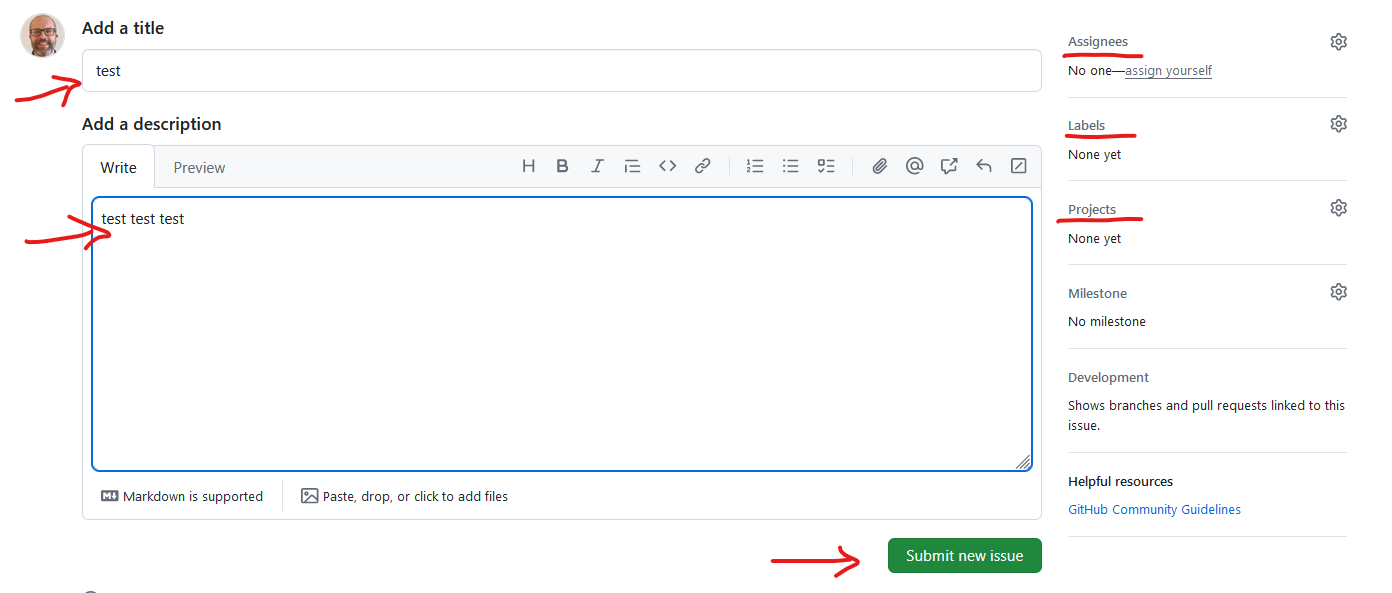 Add a title
test
Add a description
Write Preview
test test test
Markdown is supported
Paste, drop, or click to add files
Submit new issue
Assignees
No one—assign yourself
Labels
None yet
Projects
None yet
Milestone
No milestone
Development
Shows branches and pull requests linked to this
issue.
Helpful resources
GitHub Community Guidelines